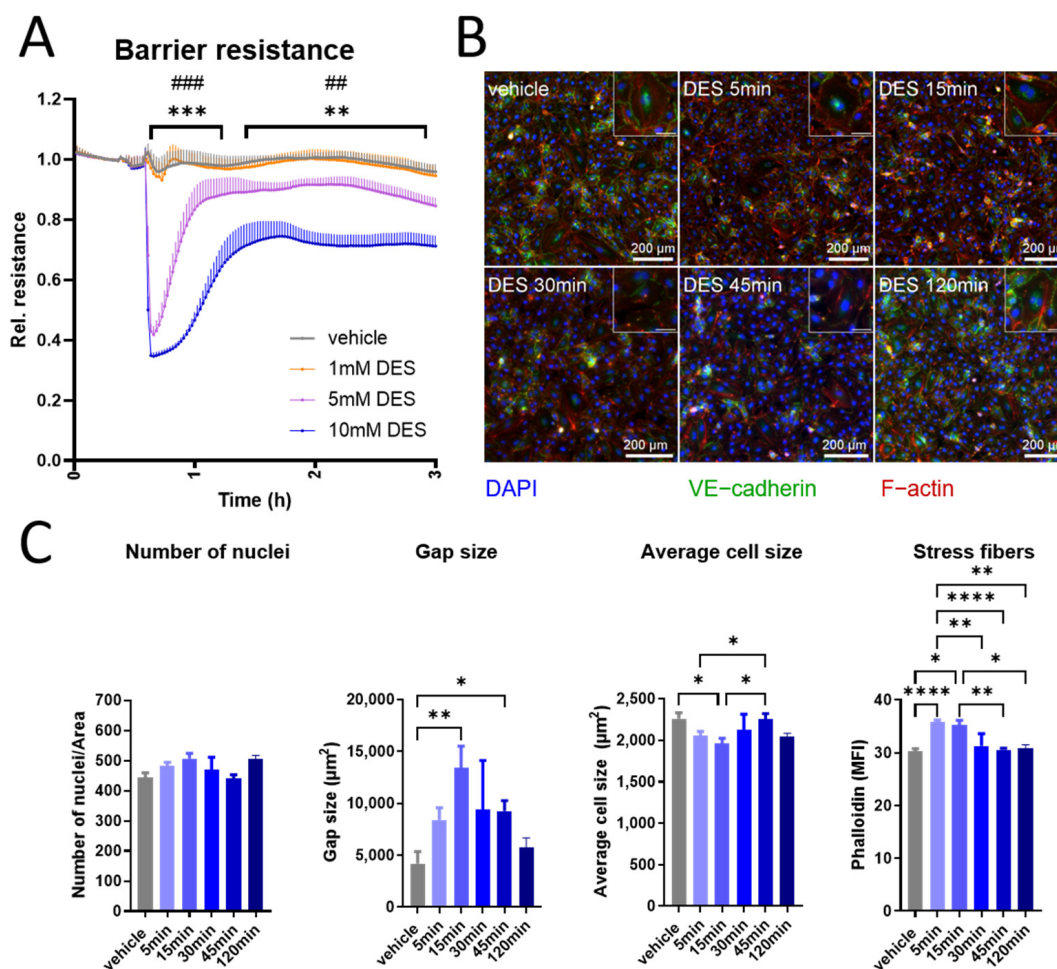 A
Barrier resistance
###
##
***
**
Rel. resistance
1.2
1.0
0.8
0.6
0.4
0.2
0.0
0
1
2
3
Time (h)
vehicle
1mM DES
5mM DES
10mM DES
B
vehicle
DES 5min
DES 15min
200 µm
200 µm
200 µm
DES 30min
DES 45min
DES 120min
200 µm
200 µm
200 µm
DAPI
VE−cadherin
F−actin
C
Number of nuclei
Number of nuclei/Area
700
600
500
400
300
200
100
0
vehicle
5min
15min
30min
45min
120min
Gap size
*
**
Gap size (µm²)
20,000
15,000
10,000
5,000
0
vehicle
5min
15min
30min
45min
120min
Average cell size
*
*
*
Average cell size (µm²)
2,500
2,000
1,500
1,000
500
0
vehicle
5min
15min
30min
45min
120min
Stress fibers
**
****
**
*
*
****
**
Phalloidin (MFI)
40
30
20
10
0
vehicle
5min
15min
30min
45min
120min